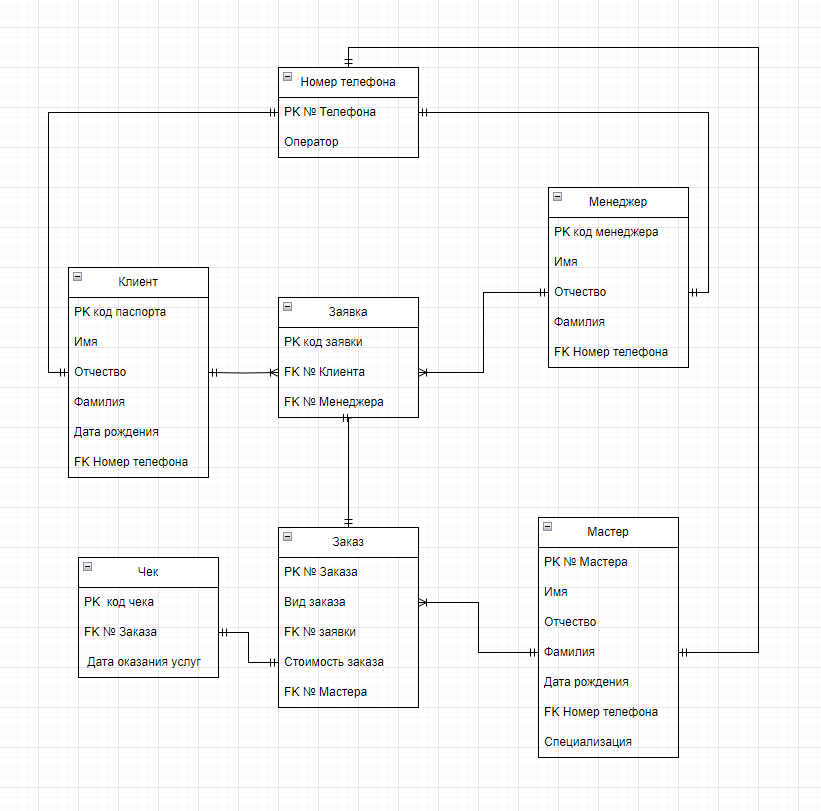 Номер телефона
PK № Телефона
Оператор
Менеджер
PK код менеджера
Имя
Отчество
Фамилия
FK Номер телефона
Клиент
PK код паспорта
Имя
Отчество
Фамилия
Дата рождения
FK Номер телефона
Заявка
PK код заявки
FK № Клиента
FK № Менеджера
Заказ
PK № Заказа
Вид заказа
FK № заявки
Стоимость заказа
FK № Мастера
Чек
PK код чека
FK № Заказа
Дата оказания услуг
Мастер
PK № Мастера
Имя
Отчество
Фамилия
Дата рождения
FK Номер телефона
Специализация